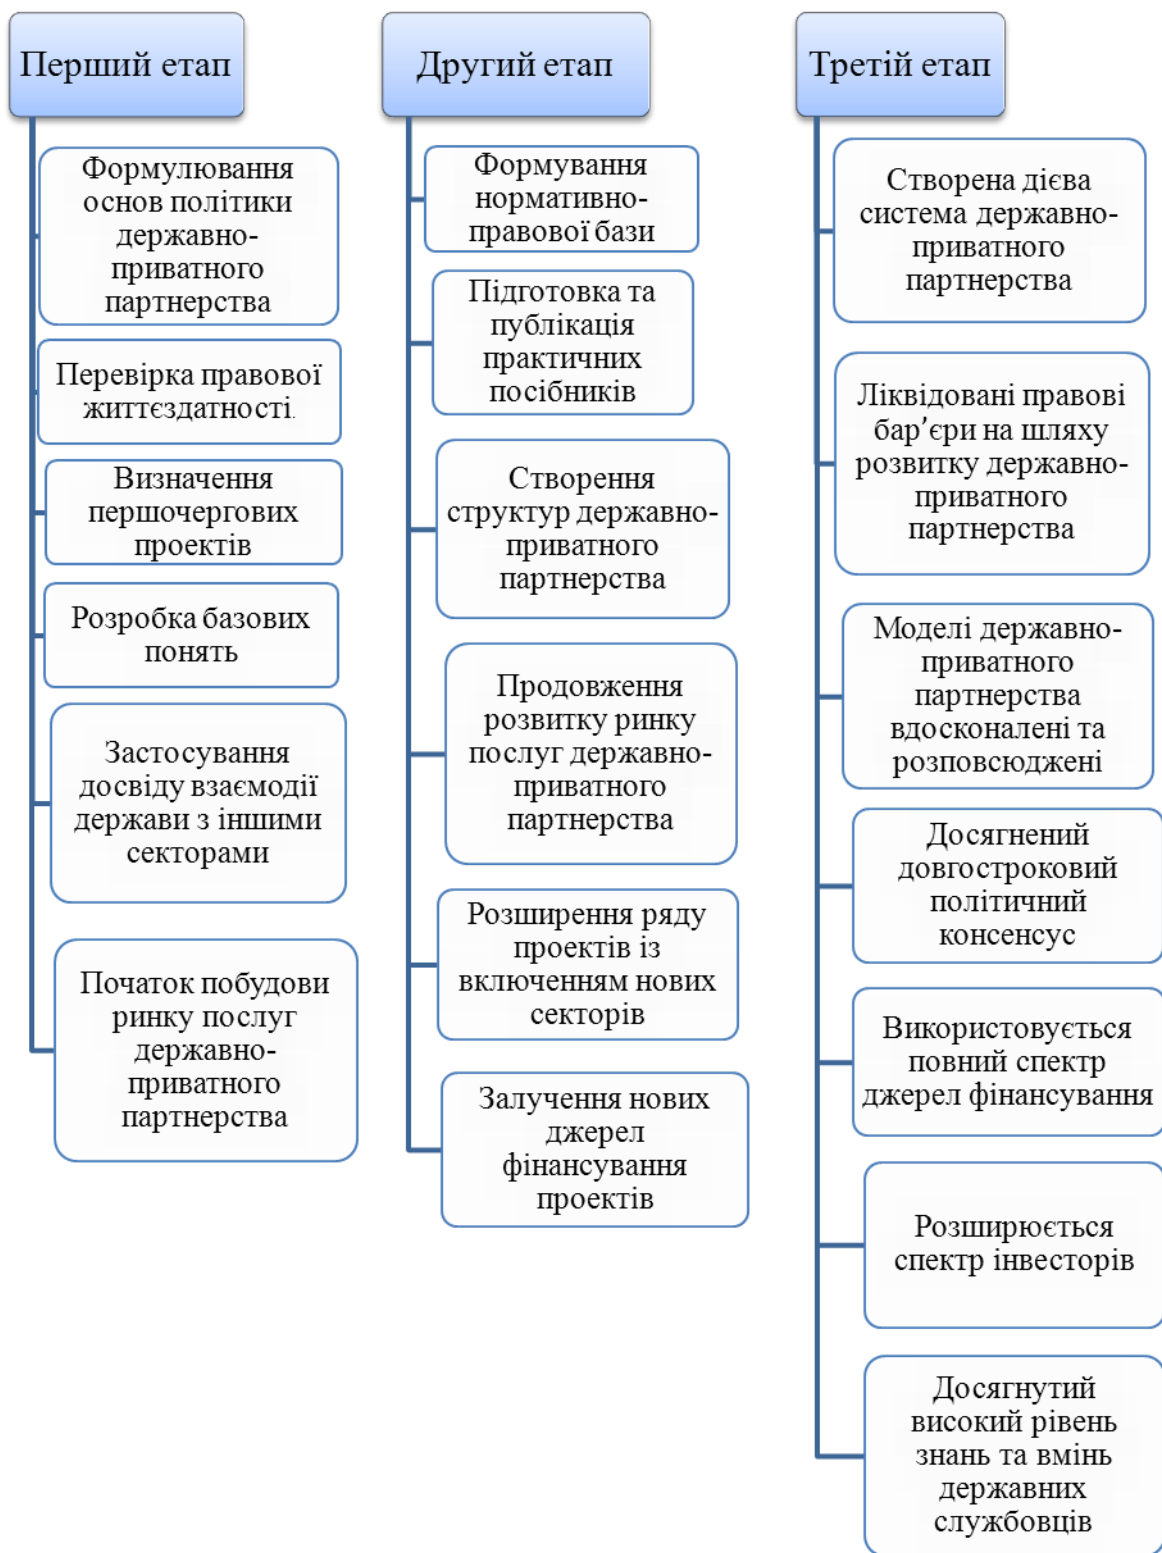 Перший етап
Формулювання
основ політики
державно-
приватного
партнерства
Перевірка правової
життєздатності.
Визначення
першочергових
проектів
Розробка базових
понять
Застосування
досвіду взаємодії
держави з іншими
секторами
Початок побудови
ринку послуг
державно-
приватного
партнерства
Другий етап
Формування
нормативно-
правової бази
Підготовка та
публікація
практичних
посібників
Створення
структур державно-
приватного
партнерства
Продовження
розвитку ринку
послуг державно-
приватного
партнерства
Розширення ряду
проектів із
включенням нових
секторів
Залучення нових
джерел
фінансування
проектів
Третій етап
Створена дієва
система державно-
приватного
партнерства
Ліквідовані правові
бар’єри на шляху
розвитку державно-
приватного
партнерства
Моделі державно-
приватного
партнерства
вдосконалені та
розповсюджені
Досягнений
довгостроковий
політичний
консенсус
Використовується
повний спектр
джерел фінансування
Розширюється
спектр інвесторів
Досягнутий
високий рівень
знань та вмінь
державних
службовців